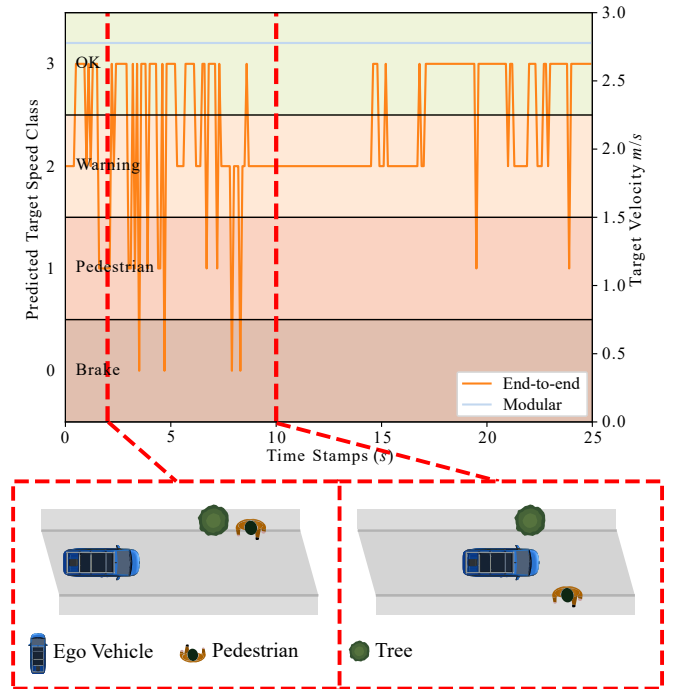 Predicted Target Speed Class
3
2
1
0
OK
Warning
Pedestrian
Brake
3.0
2.5
2.0
1.5
1.0
0.5
0.0
Target Velocity m/s
End-to-end
Modular
0
5
10
15
20
25
Time Stamps (s)
Ego Vehicle
Pedestrian
Tree